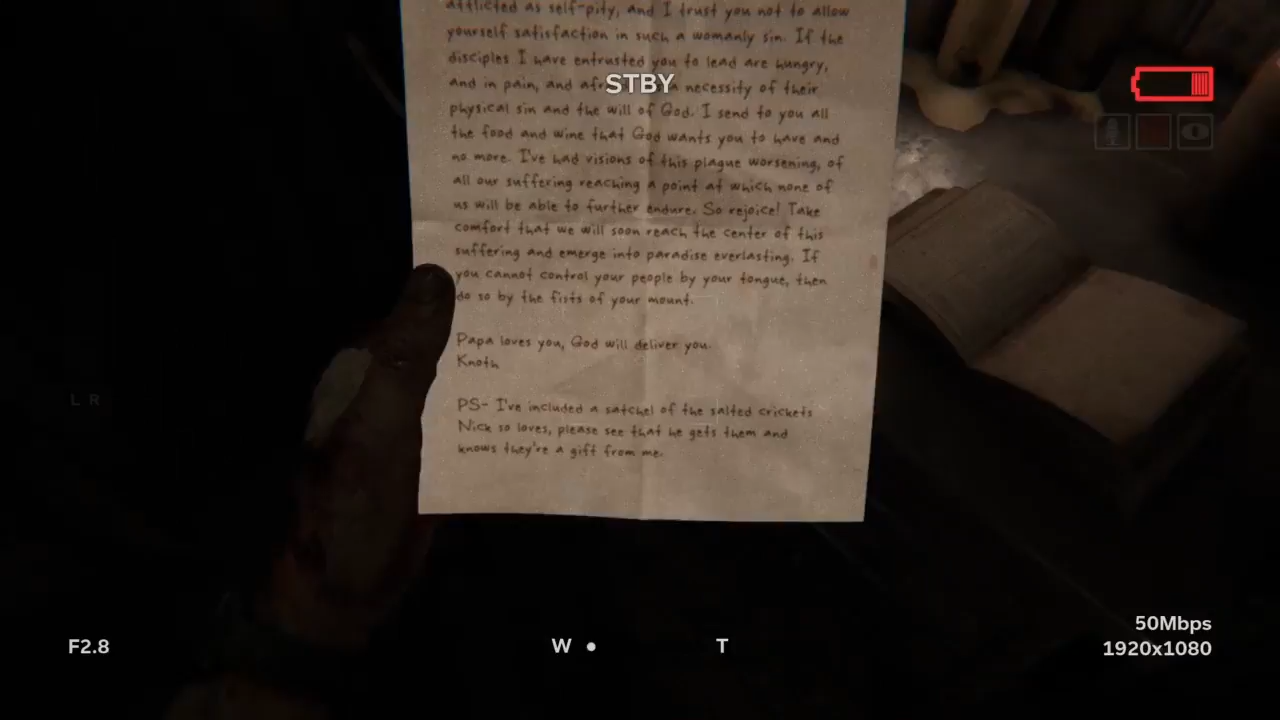 afflicted as self-pity, and I trust you not to allow
yourself satisfaction in such a womanly sin. If the
disciples I have entrusted you to lead are hungry,
and in pain, and a necessity of their
STBY
physical sin and the will of God. I send to you all
the food and wine that God wants you to have and
no more. I've had visions of this plague worsening, of
all our suffering reaching a point at which none of
us will be able to further endure. So rejoice! Take
comfort that we will soon reach the center of this
suffering and emerge into paradise everlasting. If
you cannot control your people by your tongue, then
do so by the fists of your mount.
Papa loves you, God will deliver you.
Knoth
L R
PS- I've included a satchel of the salted crickets
Nick so loves, please see that he gets them and
knows they're a gift from me.
F2.8
W T
50Mbps
1920x1080